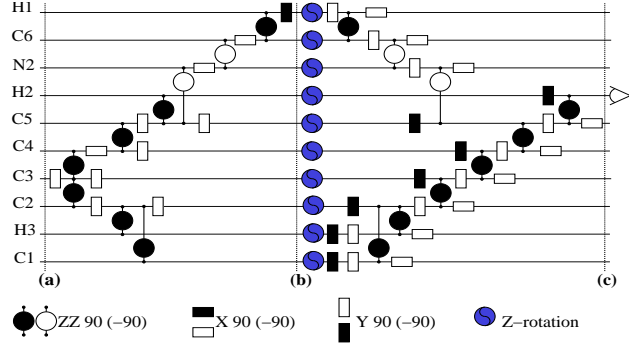 H1
C6
N2
H2
C5
C4
C3
C2
H3
C1
(a) (b) (c)
ZZ 90 (−90) X 90 (−90) Y 90 (−90) Z−rotation